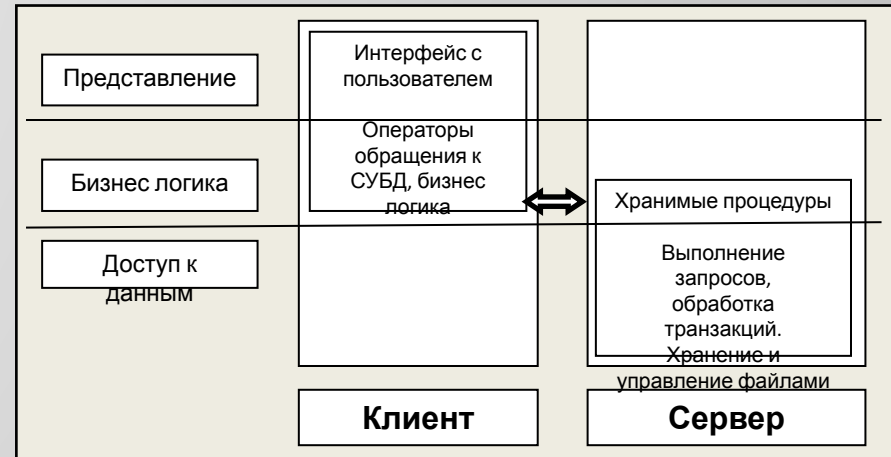 Представление
Бизнес логика
Доступ к
данным
Интерфейс с
пользователем
Операторы
обращения к
СУБД, бизнес
логика
Хранимые процедуры
Выполнение
запросов,
обработка
транзакций.
Хранение и
управление файлами
Клиент
Сервер